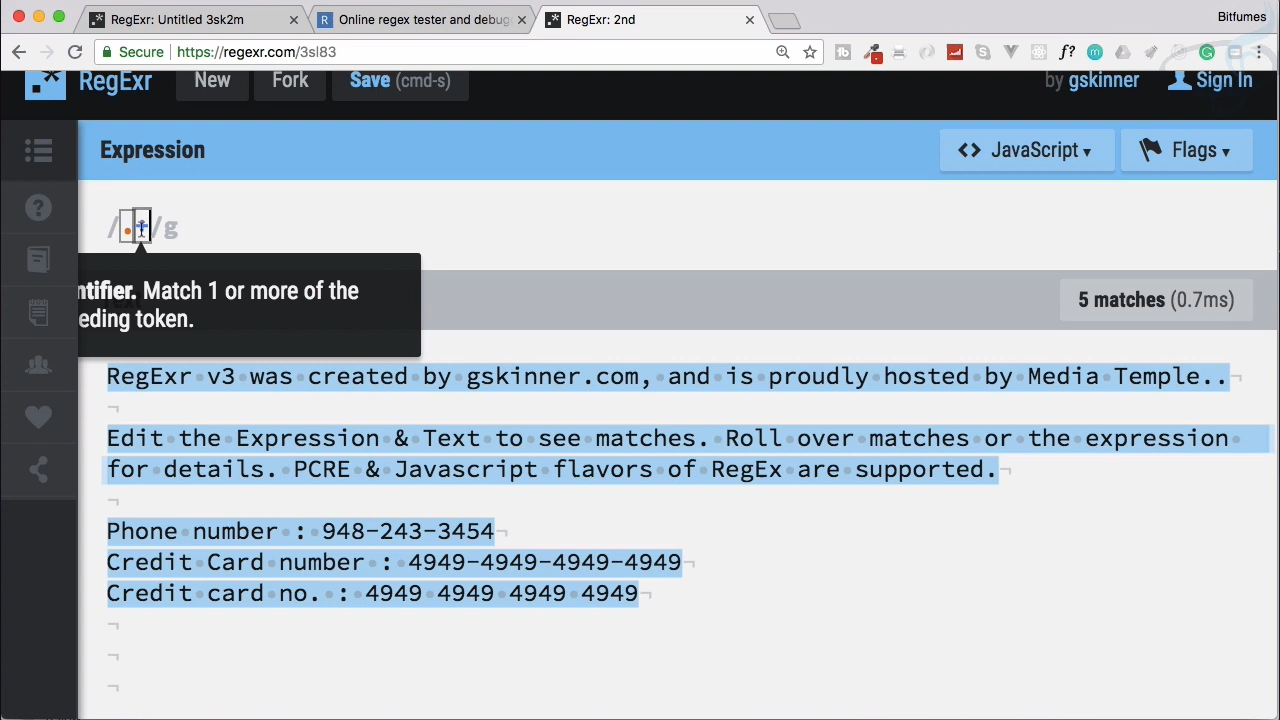 RegExr: Untitled 3sk2m
Online regex tester and debug
RegExr: 2nd
Bitfumes
Secure
https://regexr.com/3sl83
RegExr
New
Fork
Save (cmd-s)
by gskinner
Sign In
Expression
JavaScript
Flags
/.+/g
ntifier. Match 1 or more of the
eding token.
5 matches (0.7ms)
RegExr v3 was created by gskinner.com, and is proudly hosted by Media Temple..
Edit the Expression & Text to see matches. Roll over matches or the expression
for details. PCRE & Javascript flavors of RegEx are supported.
Phone number : 948-243-3454
Credit Card number : 4949-4949-4949-4949
Credit card no. : 4949 4949 4949 4949